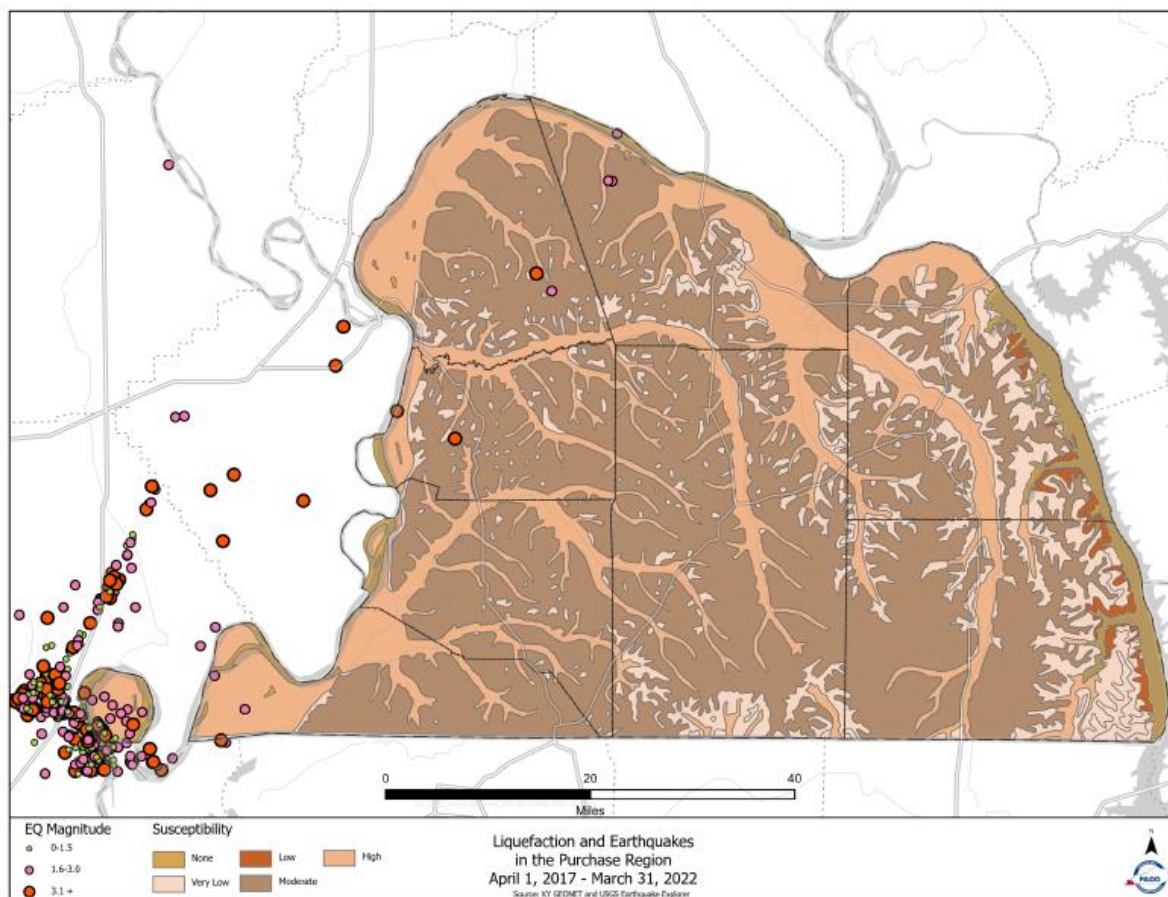 0
20
40
Miles
EQ Magnitude
0-1.5
1.6-3.0
3.1 +
Susceptibility
None
Low
High
Very Low
Moderate
Liquefaction and Earthquakes
in the Purchase Region
April 1, 2017 - March 31, 2022
Source: KY GEONET and USGS Earthquake Explorer
N
PADD